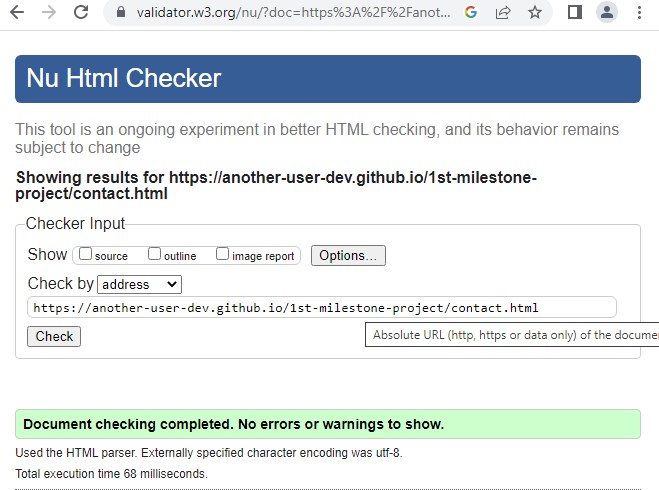 validator.w3.org/nu/?doc=https%3A%2F%2Fanot...
Nu Html Checker
This tool is an ongoing experiment in better HTML checking, and its behavior remains
subject to change
Showing results for https://another-user-dev.github.io/1st-milestone-
project/contact.html
Checker Input
Show source outline image report Options...
Check by address
https://another-user-dev.github.io/1st-milestone-project/contact.html
Check
Absolute URL (http, https or data only) of the docume
Document checking completed. No errors or warnings to show.
Used the HTML parser. Externally specified character encoding was utf-8.
Total execution time 68 milliseconds.